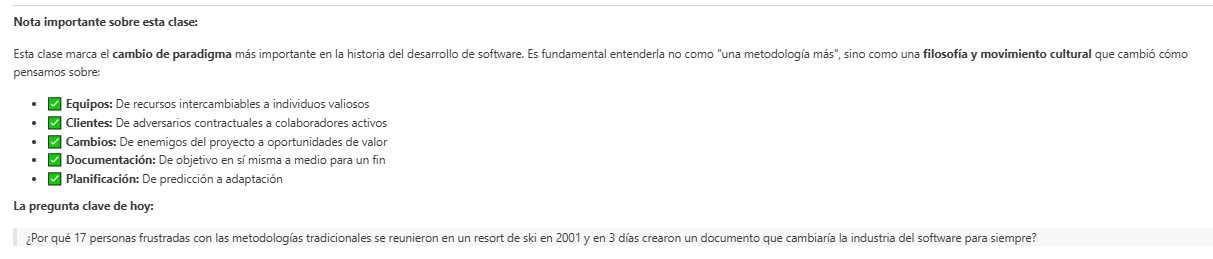 Nota importante sobre esta clase:
Esta clase marca el cambio de paradigma más importante en la historia del desarrollo de software. Es fundamental entenderla no como "una metodología más", sino como una filosofía y movimiento cultural que cambió cómo
pensamos sobre:
• ✅ Equipos: De recursos intercambiables a individuos valiosos
• ✅ Clientes: De adversarios contractuales a colaboradores activos
• ✅ Cambios: De enemigos del proyecto a oportunidades de valor
• ✅ Documentación: De objetivo en sí misma a medio para un fin
• ✅ Planificación: De predicción a adaptación
La pregunta clave de hoy:
¿Por qué 17 personas frustradas con las metodologías tradicionales se reunieron en un resort de ski en 2001 y en 3 días crearon un documento que cambiaría la industria del software para siempre?